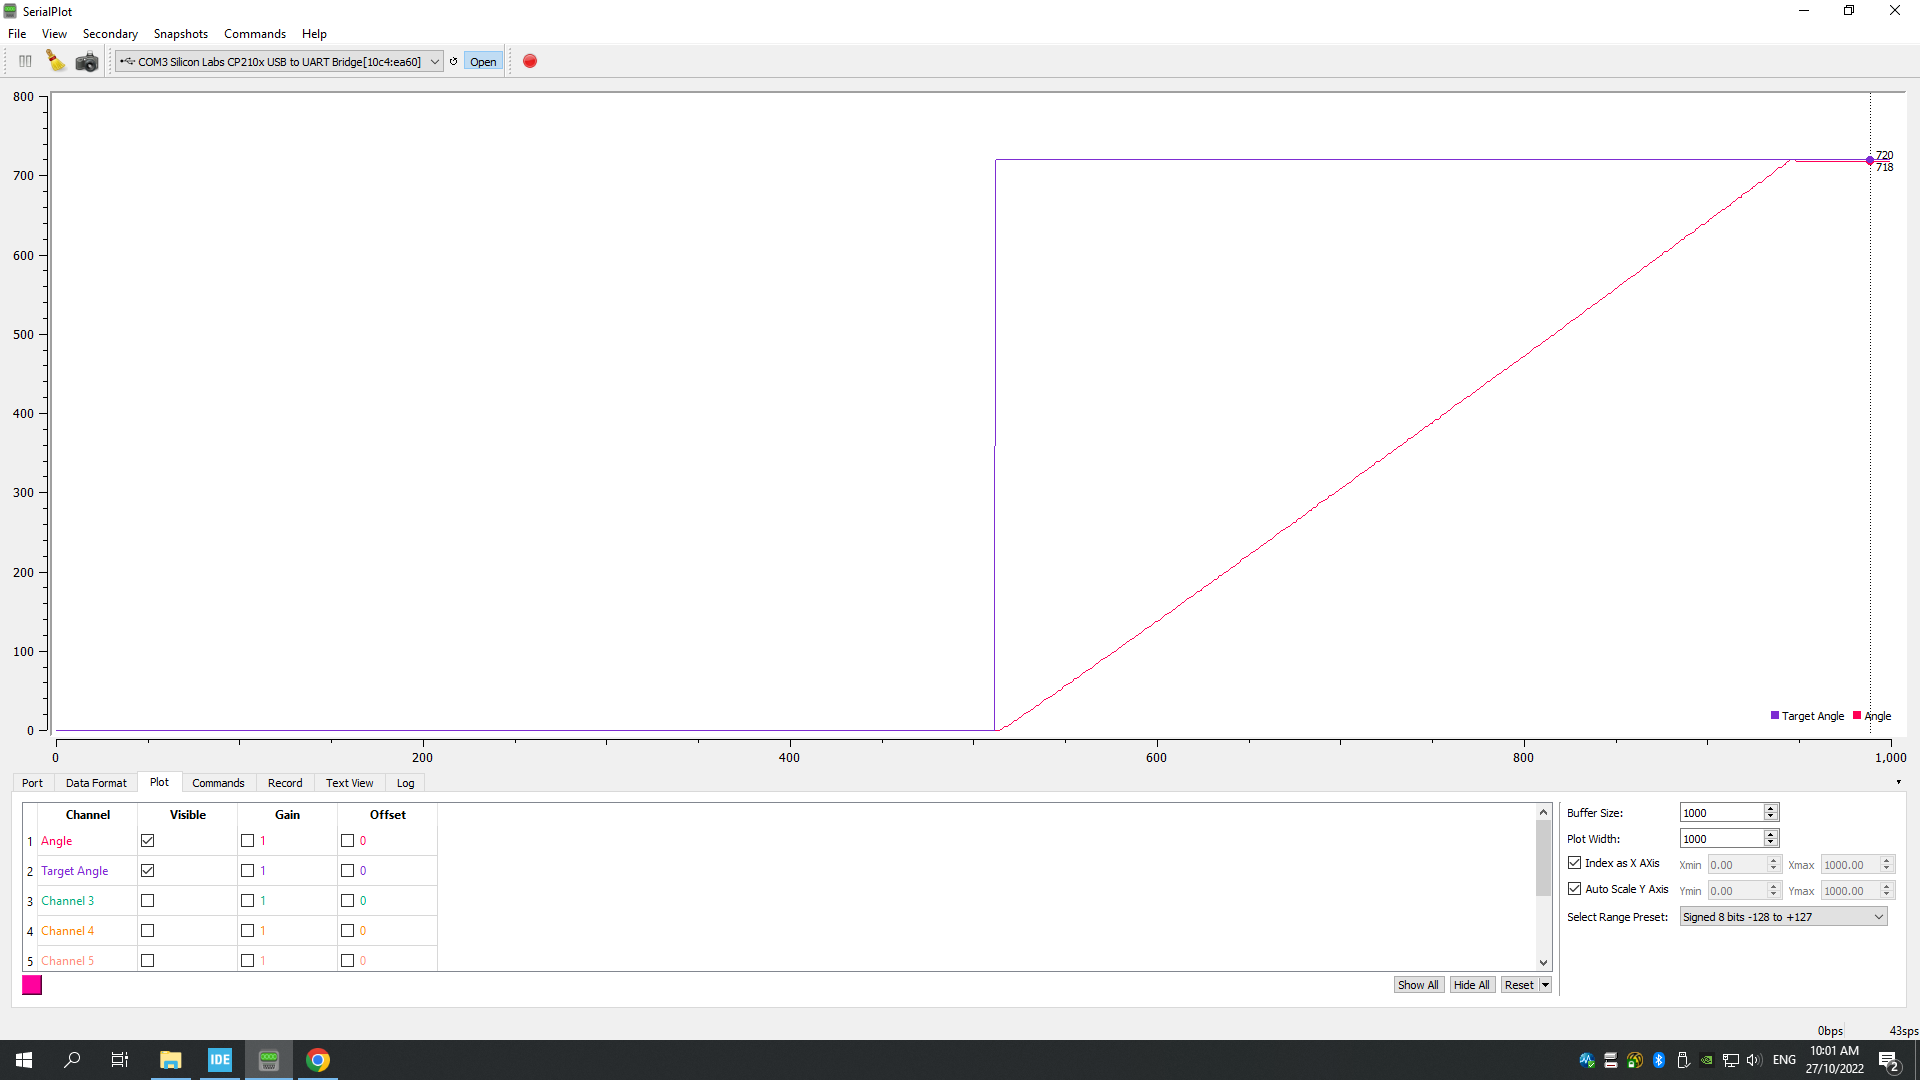 SerialPlot
File View Secondary Snapshots Commands Help
COM3 Silicon Labs CP210x USB to UART Bridge[10c4:ea60] Open
800
700
600
500
400
300
200
100
0
720
718
Target Angle Angle
0 200 400 600 800 1,000
Port Data Format Plot Commands Record Text View Log
Channel Visible Gain Offset
1 Angle 1 0
2 Target Angle 1 0
3 Channel 3 1 0
4 Channel 4 1 0
5 Channel 5 1 0
Show All Hide All Reset
Buffer Size: 1000
Plot Width: 1000
Index as X AXis Xmin 0.00 Xmax 1000.00
Auto Scale Y Axis Ymin 0.00 Ymax 1000.00
Select Range Preset: Signed 8 bits -128 to +127
0bps 43sps
IDE
ENG
10:01 AM
27/10/2022
2